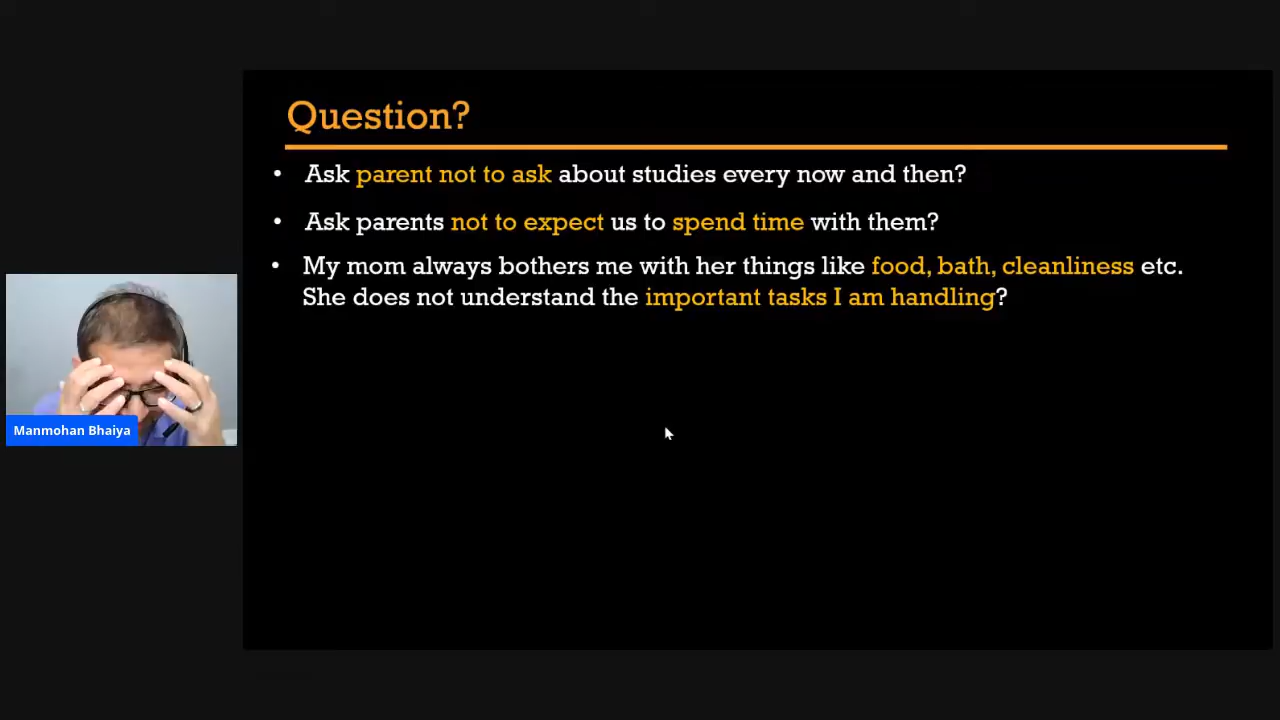 Question?
• Ask parent not to ask about studies every now and then?
• Ask parents not to expect us to spend time with them?
• My mom always bothers me with her things like food, bath, cleanliness etc.
She does not understand the important tasks I am handling?
Manmohan Bhaiya